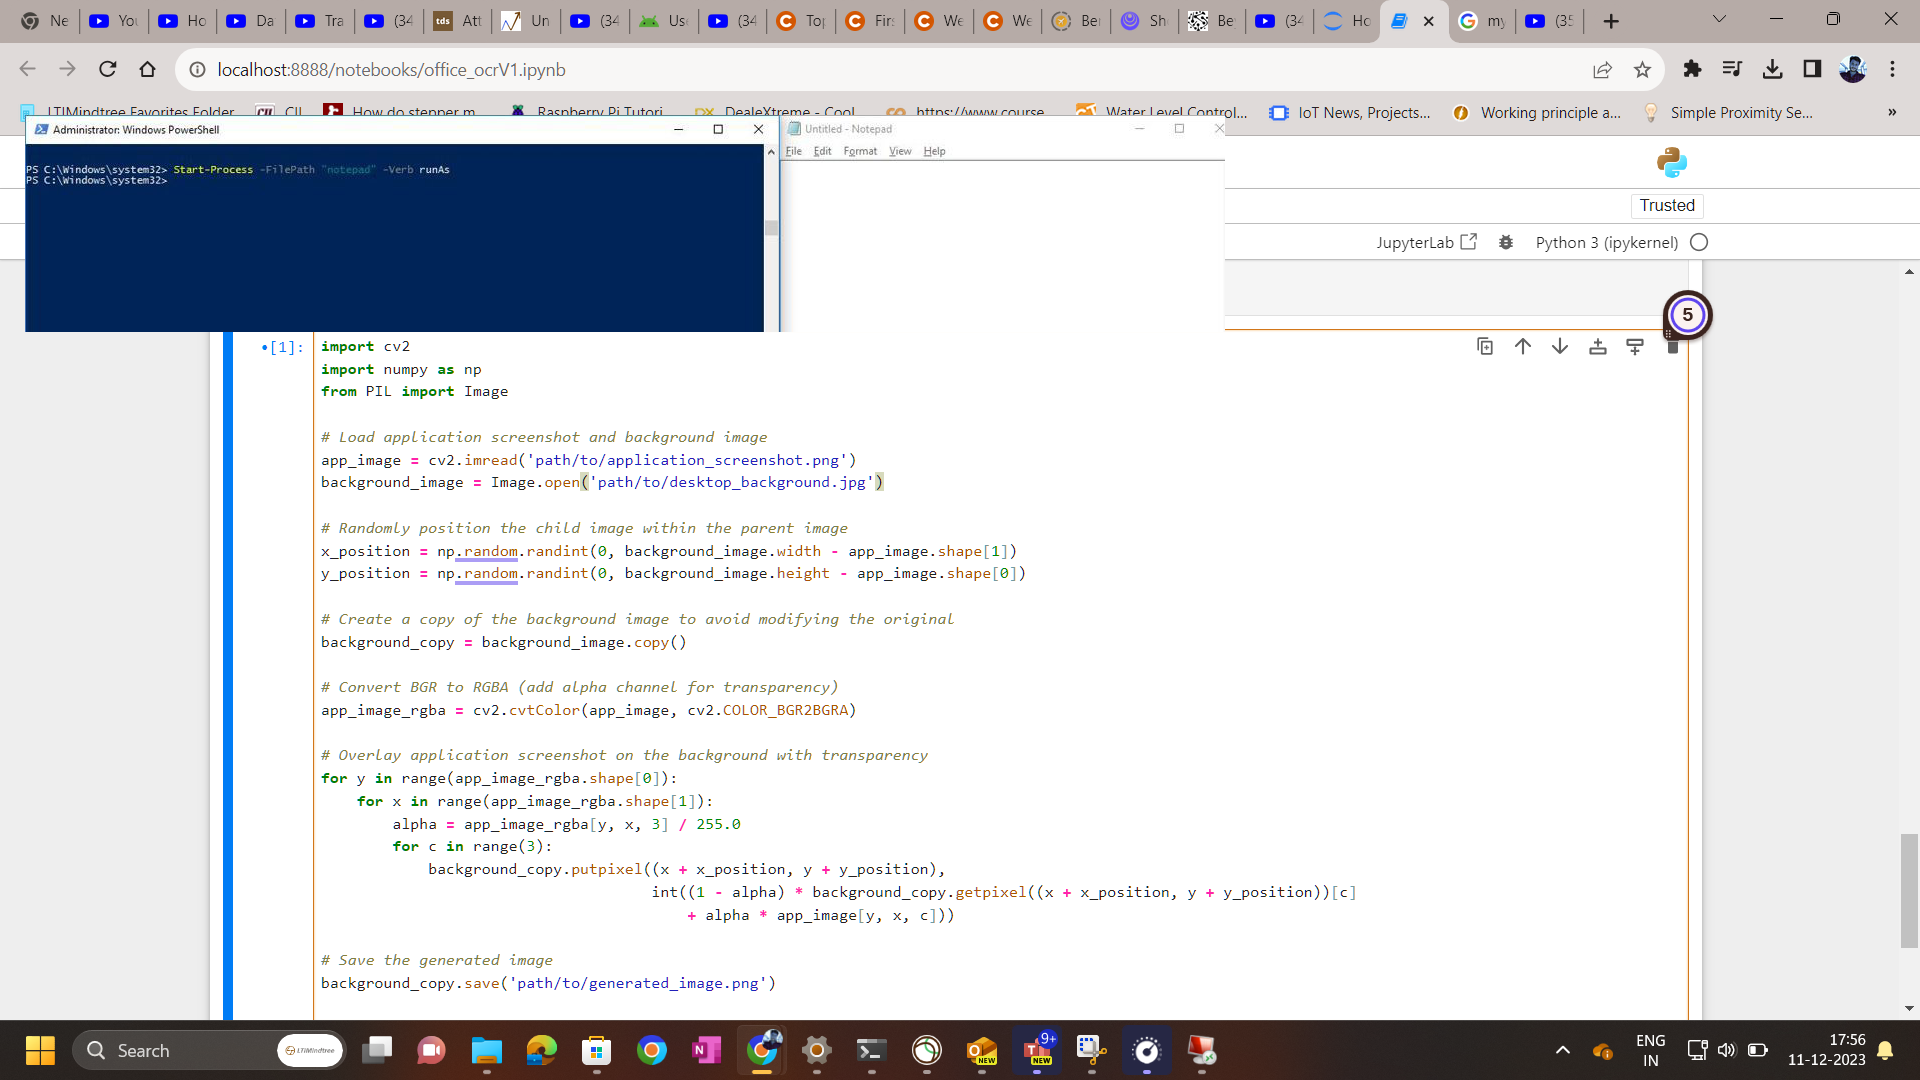 Ne
You
Ho
Da
Tra
(34
Att
Un
(34
Use
(34
Top
Firs
We
We
Ber
Sh
Be
(34
Ho
my
(35
localhost:8888/notebooks/office_ocrV1.ipynb
LTIMindtree Favorites Folder
CII
How do stepper m...
Raspberry Pi Tutori...
DealeXtreme - Cool...
https://www.course...
Water Level Control...
IoT News, Projects...
Working principle a...
Simple Proximity Se...
»
Administrator: Windows PowerShell
PS C:\Windows\system32> Start-Process -FilePath "notepad" -Verb runAs
PS C:\Windows\system32>
Untitled - Notepad
File Edit Format View Help
Trusted
JupyterLab
Python 3 (ipykernel)
5
•[1]:
import cv2
import numpy as np
from PIL import Image
# Load application screenshot and background image
app_image = cv2.imread('path/to/application_screenshot.png')
background_image = Image.open('path/to/desktop_background.jpg')
# Randomly position the child image within the parent image
x_position = np.random.randint(0, background_image.width - app_image.shape[1])
y_position = np.random.randint(0, background_image.height - app_image.shape[0])
# Create a copy of the background image to avoid modifying the original
background_copy = background_image.copy()
# Convert BGR to RGBA (add alpha channel for transparency)
app_image_rgba = cv2.cvtColor(app_image, cv2.COLOR_BGR2BGRA)
# Overlay application screenshot on the background with transparency
for y in range(app_image_rgba.shape[0]):
    for x in range(app_image_rgba.shape[1]):
        alpha = app_image_rgba[y, x, 3] / 255.0
        for c in range(3):
            background_copy.putpixel((x + x_position, y + y_position),
                                     int((1 - alpha) * background_copy.getpixel((x + x_position, y + y_position))[c]
                                         + alpha * app_image[y, x, c]))
# Save the generated image
background_copy.save('path/to/generated_image.png')
Search
LTIMindtree
NEW
9+
NEW
ENG
IN
17:56
11-12-2023